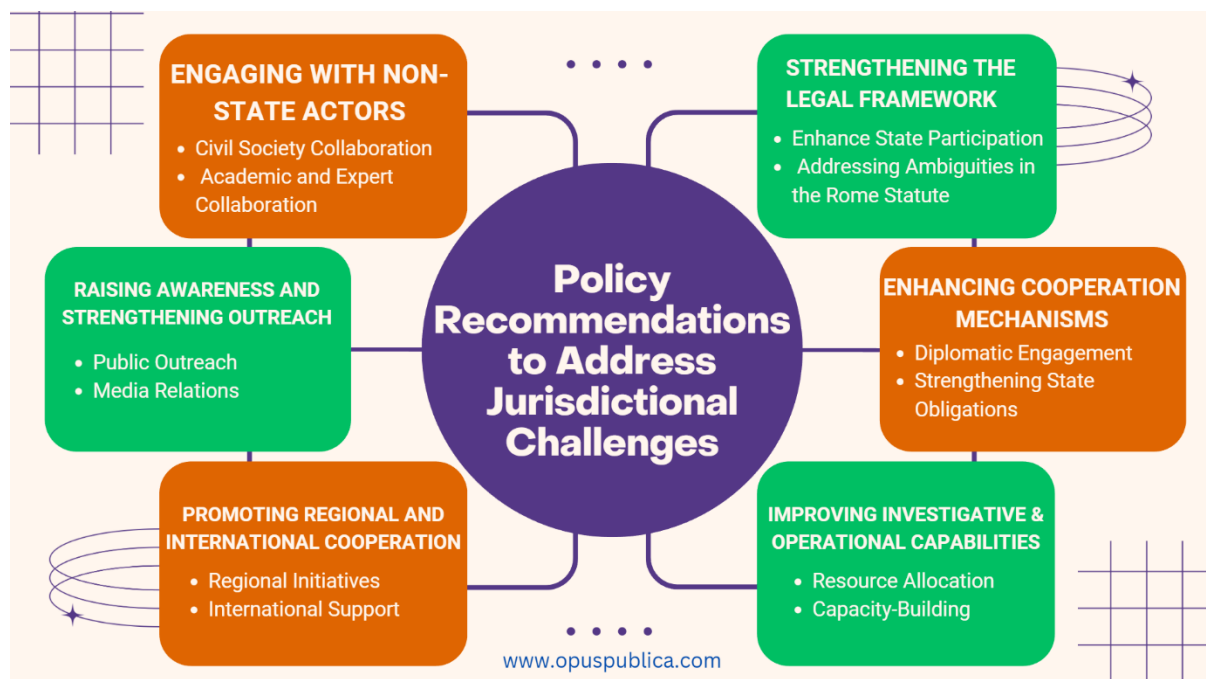 ENGAGING WITH NON-
STATE ACTORS
• Civil Society Collaboration
• Academic and Expert
Collaboration
STRENGTHENING THE
LEGAL FRAMEWORK
• Enhance State Participation
• Addressing Ambiguities in
the Rome Statute
RAISING AWARENESS AND
STRENGTHENING OUTREACH
• Public Outreach
• Media Relations
Policy
Recommendations
to Address
Jurisdictional
Challenges
ENHANCING COOPERATION
MECHANISMS
• Diplomatic Engagement
• Strengthening State
Obligations
PROMOTING REGIONAL AND
INTERNATIONAL COOPERATION
• Regional Initiatives
• International Support
IMPROVING INVESTIGATIVE &
OPERATIONAL CAPABILITIES
• Resource Allocation
• Capacity-Building
www.opuspublica.com